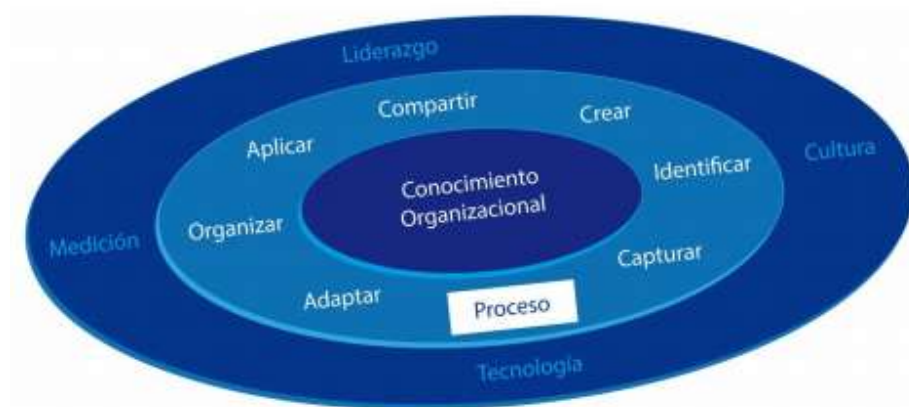 Liderazgo
Compartir
Crear
Aplicar
Cultura
Identificar
Conocimiento
Organizacional
Organizar
Medición
Capturar
Adaptar
Proceso
Tecnología